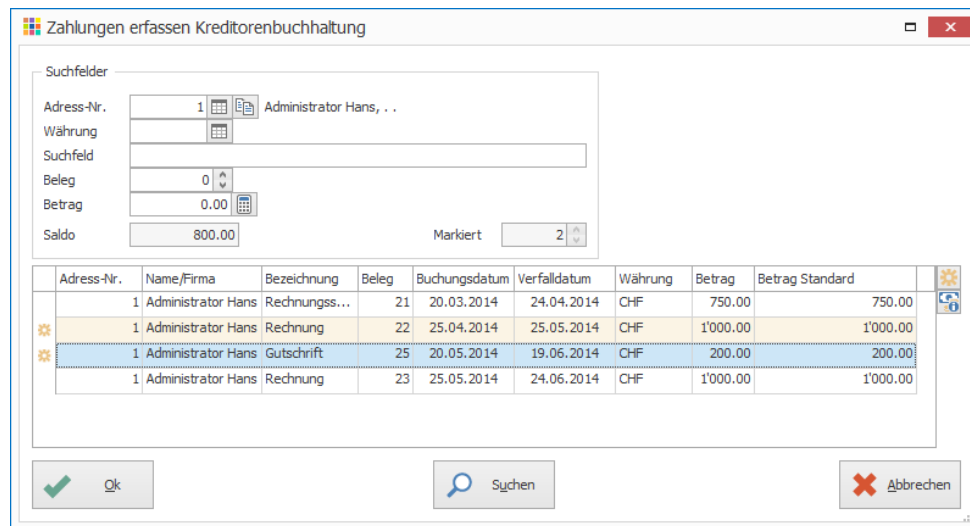 Zahlungen erfassen Kreditorenbuchhaltung
Suchfelder
Adress-Nr. 1 Administrator Hans, . .
Währung
Suchfeld
Beleg 0
Betrag 0.00
Saldo 800.00 Markiert 2
Adress-Nr. Name/Firma Bezeichnung Beleg Buchungsdatum Verfalldatum Währung Betrag Betrag Standard
1 Administrator Hans Rechnungss... 21 20.03.2014 24.04.2014 CHF 750.00 750.00
1 Administrator Hans Rechnung 22 25.04.2014 25.05.2014 CHF 1'000.00 1'000.00
1 Administrator Hans Gutschrift 25 20.05.2014 19.06.2014 CHF 200.00 200.00
1 Administrator Hans Rechnung 23 25.05.2014 24.06.2014 CHF 1'000.00 1'000.00
Ok Suchen Abbrechen